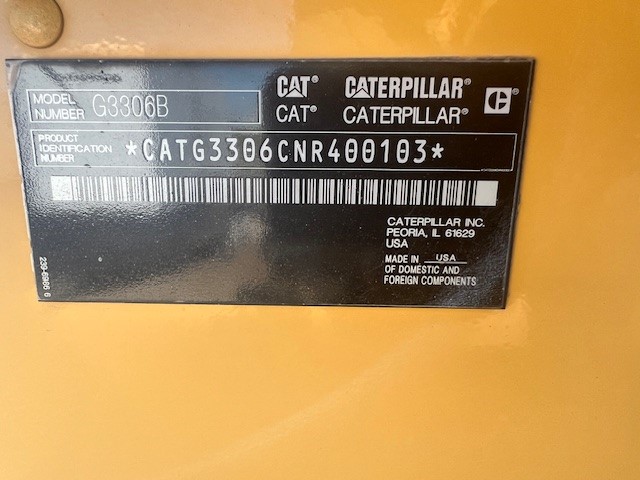 MODEL NUMBER G3306B
CAT® CATERPILLAR®
CAT® CATERPILLAR®
PRODUCT IDENTIFICATION NUMBER *CATG3306CNR400103*
CATERPILLAR INC.
PEORIA, IL 61629
USA
MADE IN USA
OF DOMESTIC AND
FOREIGN COMPONENTS